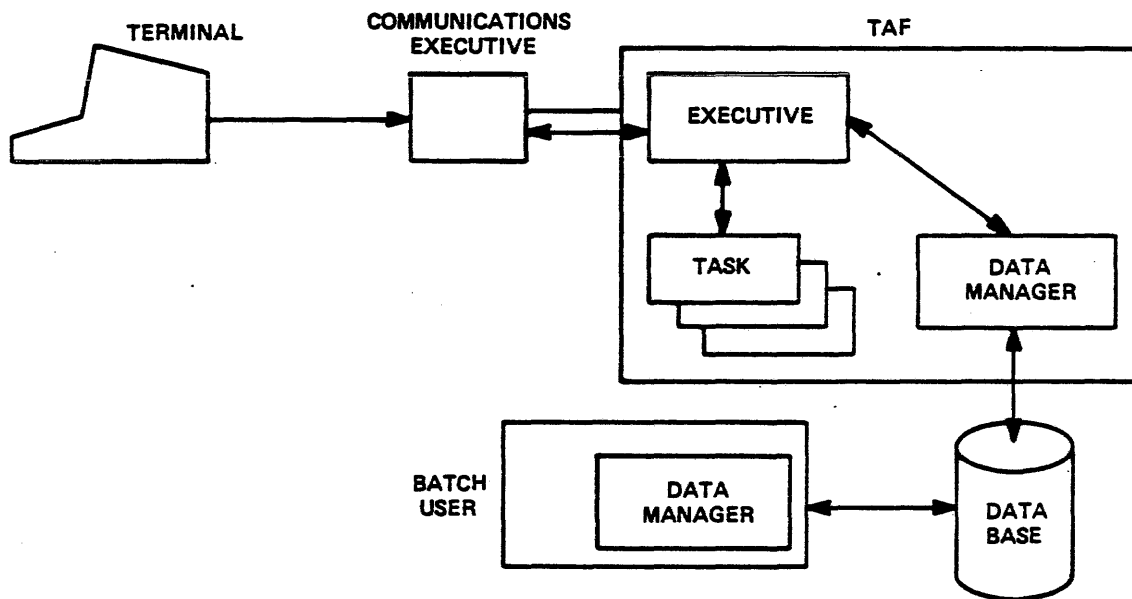 TERMINAL
COMMUNICATIONS
EXECUTIVE
TAF
EXECUTIVE
TASK
DATA
MANAGER
BATCH
USER
DATA
MANAGER
DATA
BASE